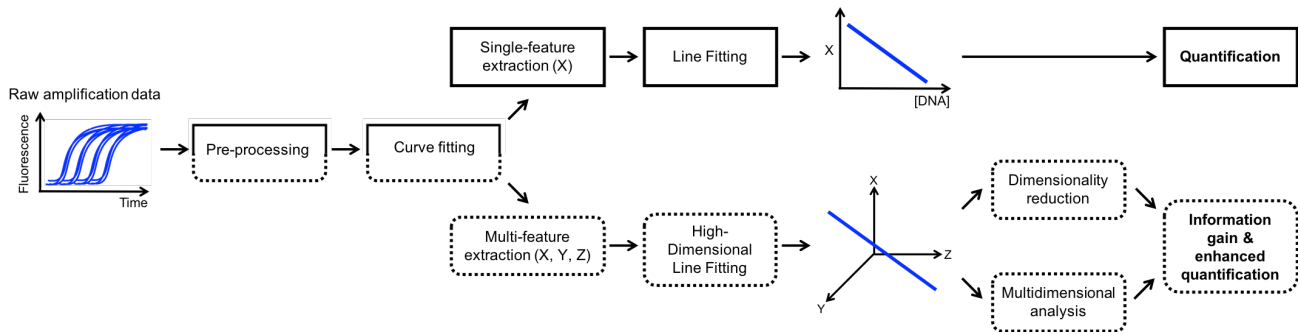 Raw amplification data
Fluorescence
Time
Pre-processing
Curve fitting
Single-feature
extraction (X)
Line Fitting
X
[DNA]
Quantification
Multi-feature
extraction (X, Y, Z)
High-
Dimensional
Line Fitting
X
Z
Y
Dimensionality
reduction
Multidimensional
analysis
Information
gain &
enhanced
quantification